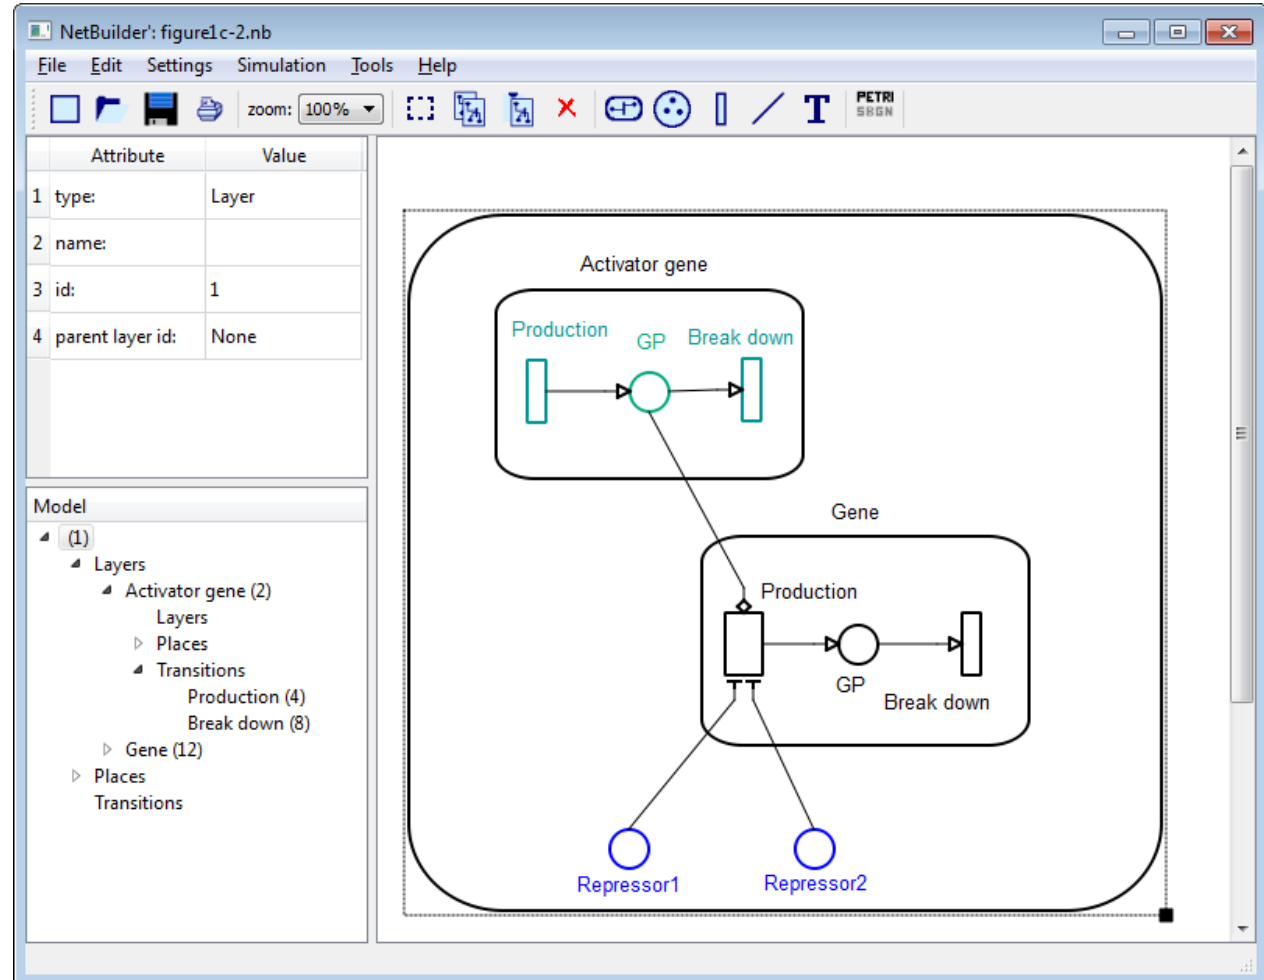 NetBuilder': figure1c-2.nb
File Edit Settings Simulation Tools Help
zoom: 100% T PETRI
SBGN
Attribute Value
1 type: Layer
2 name:
3 id: 1
4 parent layer id: None
Model
(1)
Layers
Activator gene (2)
Layers
Places
Transitions
Production (4)
Break down (8)
Gene (12)
Places
Transitions
Activator gene
Production GP Break down
Gene
Production
GP
Break down
Repressor1 Repressor2